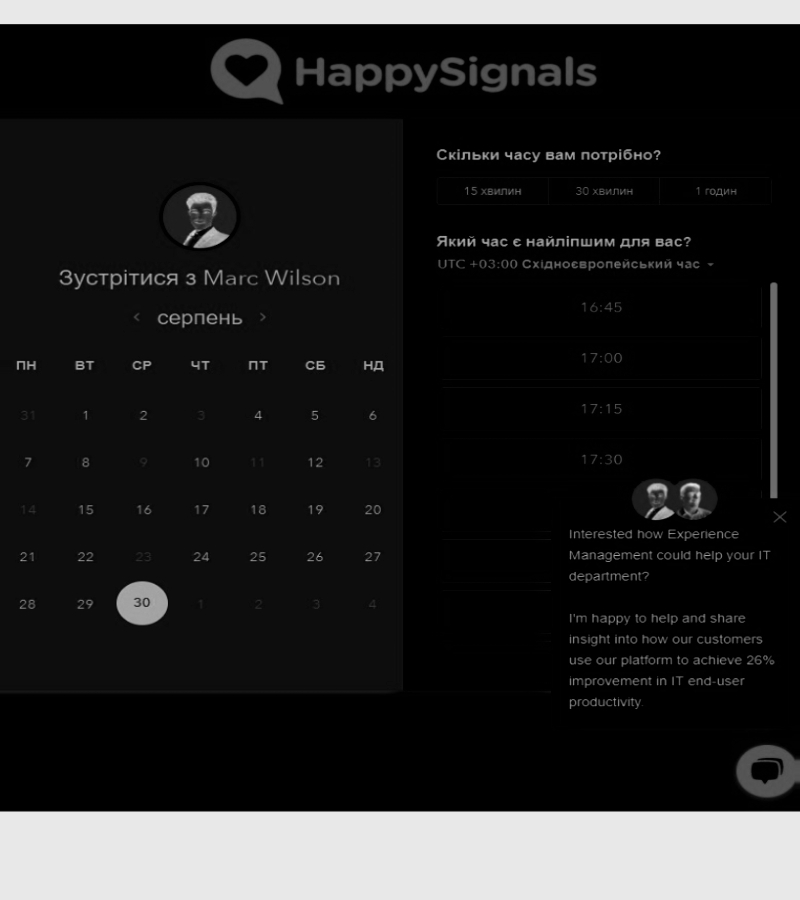 HappySignals
Зустрітися з Marc Wilson
‹ серпень ›
ПН ВТ СР ЧТ ПТ СБ НД
31 1 2 3 4 5 6
7 8 9 10 11 12 13
14 15 16 17 18 19 20
21 22 23 24 25 26 27
28 29 30 1 2 3 4
Скільки часу вам потрібно?
15 хвилин 30 хвилин 1 годин
Який час є найліпшим для вас?
UTC +03:00 Східноєвропейський час
16:45
17:00
17:15
17:30
Interested how Experience
Management could help your IT
department?
I'm happy to help and share
insight into how our customers
use our platform to achieve 26%
improvement in IT end-user
productivity.